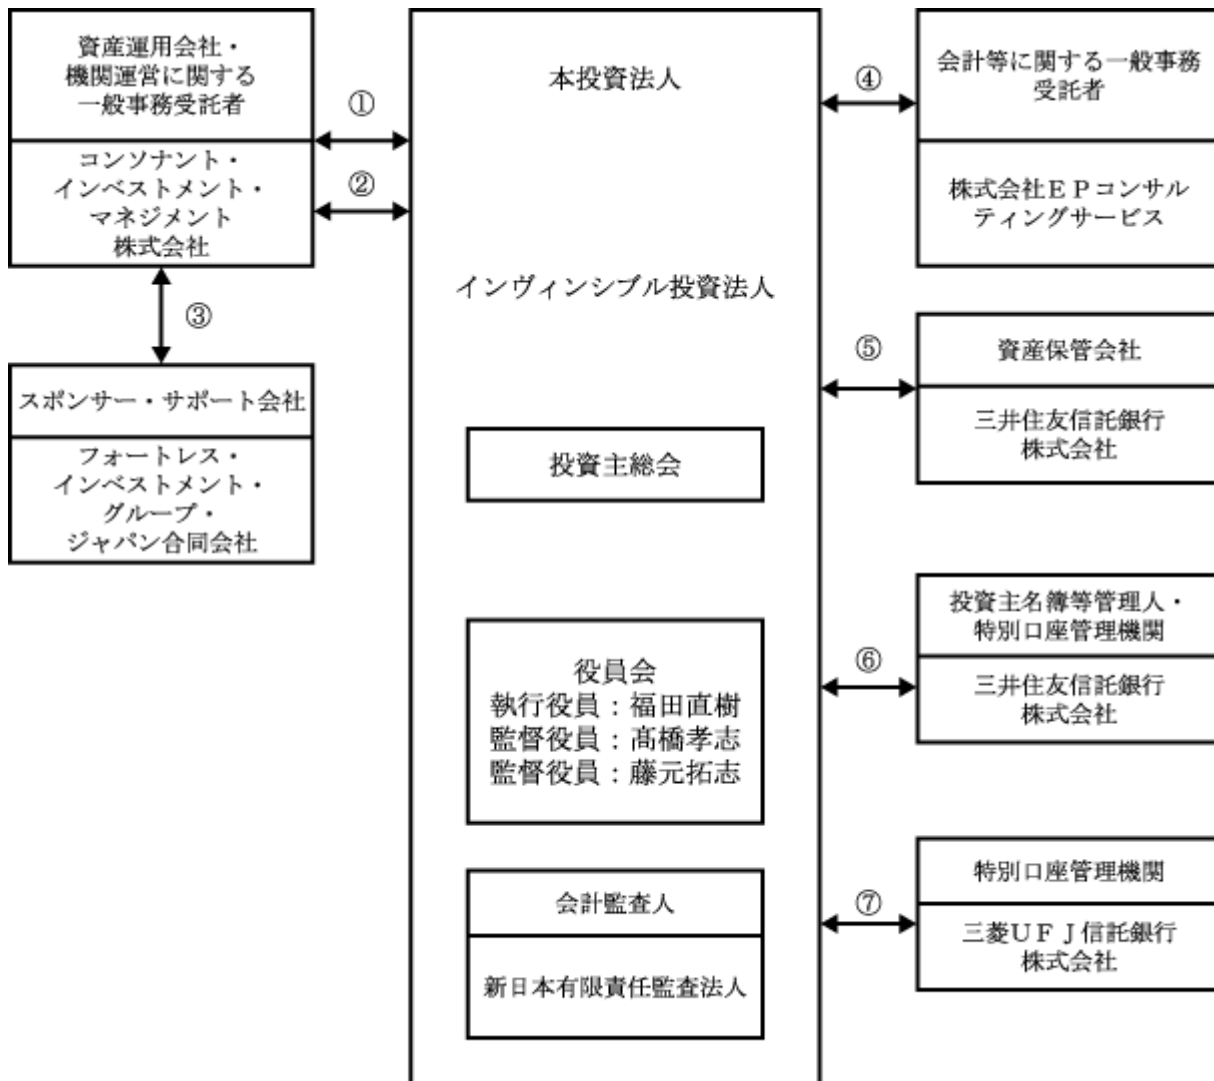 資産運用会社・
機関運営に関する
一般事務受託者
コンソナント・
インベストメント・
マネジメント
株式会社
①
②
③
スポンサー・サポート会社
フォートレス・
インベストメント・
グループ・
ジャパン合同会社
本投資法人
インヴィンシブル投資法人
投資主総会
役員会
執行役員：福田直樹
監督役員：髙橋孝志
監督役員：藤元拓志
会計監査人
新日本有限責任監査法人
④
会計等に関する一般事務
受託者
株式会社ＥＰコンサル
ティングサービス
⑤
資産保管会社
三井住友信託銀行
株式会社
⑥
投資主名簿等管理人・
特別口座管理機関
三井住友信託銀行
株式会社
⑦
特別口座管理機関
三菱ＵＦＪ信託銀行
株式会社